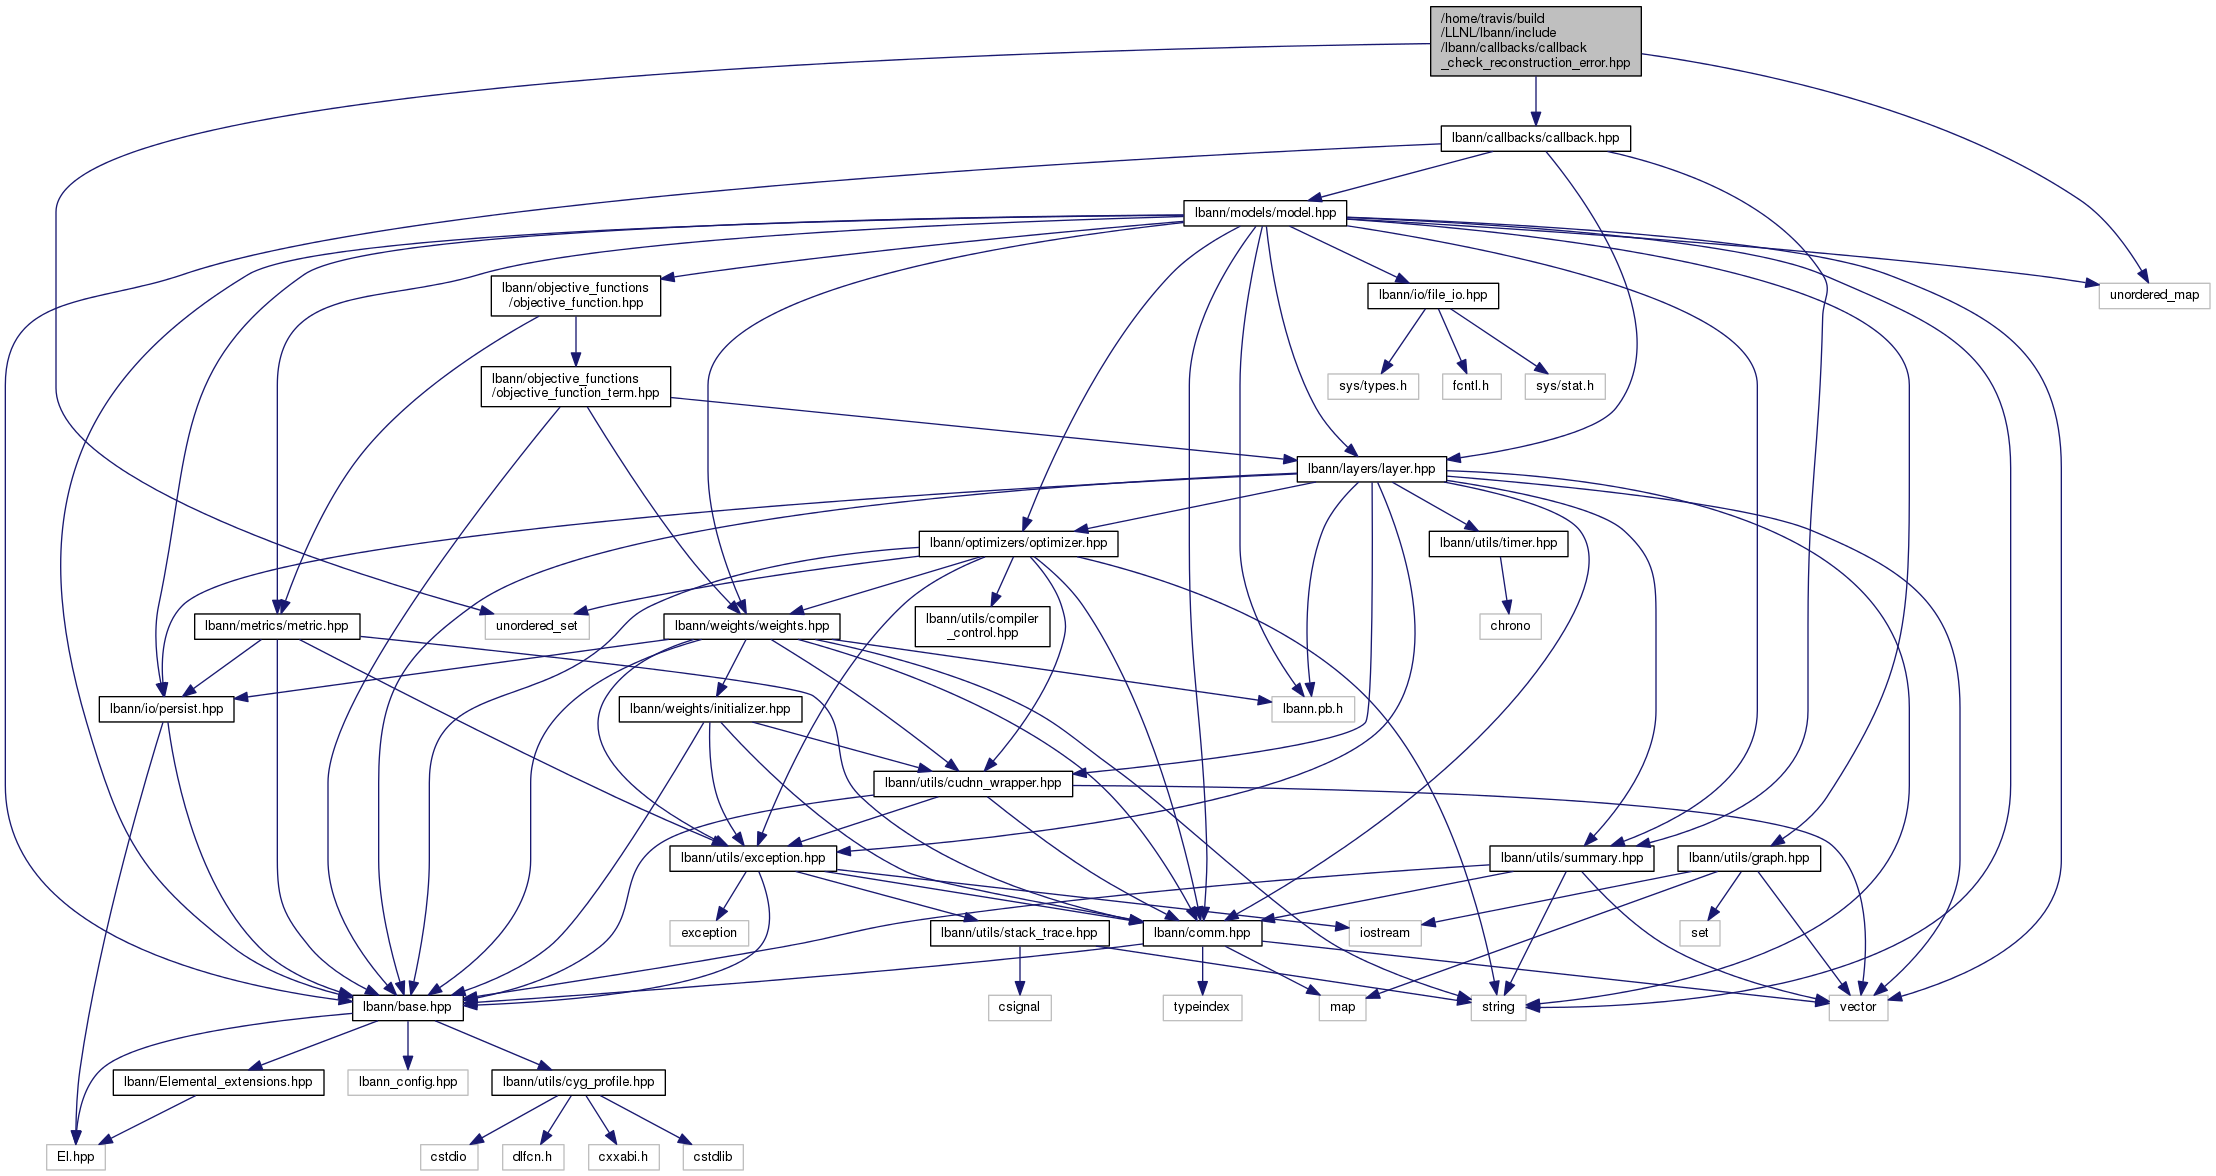 /home/travis/build
/LLNL/lbann/include
/lbann/callbacks/callback
_check_reconstruction_error.hpp
lbann/callbacks/callback.hpp
lbann/models/model.hpp
lbann/objective_functions
/objective_function.hpp
lbann/io/file_io.hpp
unordered_map
lbann/objective_functions
/objective_function_term.hpp
sys/types.h
fcntl.h
sys/stat.h
lbann/layers/layer.hpp
lbann/optimizers/optimizer.hpp
lbann/utils/timer.hpp
lbann/metrics/metric.hpp
unordered_set
lbann/weights/weights.hpp
lbann/utils/compiler
_control.hpp
chrono
lbann/io/persist.hpp
lbann/weights/initializer.hpp
lbann.pb.h
lbann/utils/cudnn_wrapper.hpp
lbann/utils/exception.hpp
lbann/utils/summary.hpp
lbann/utils/graph.hpp
exception
lbann/utils/stack_trace.hpp
lbann/comm.hpp
iostream
set
lbann/base.hpp
csignal
typeindex
map
string
vector
lbann/Elemental_extensions.hpp
lbann_config.hpp
lbann/utils/cyg_profile.hpp
El.hpp
cstdio
dlfcn.h
cxxabi.h
cstdlib